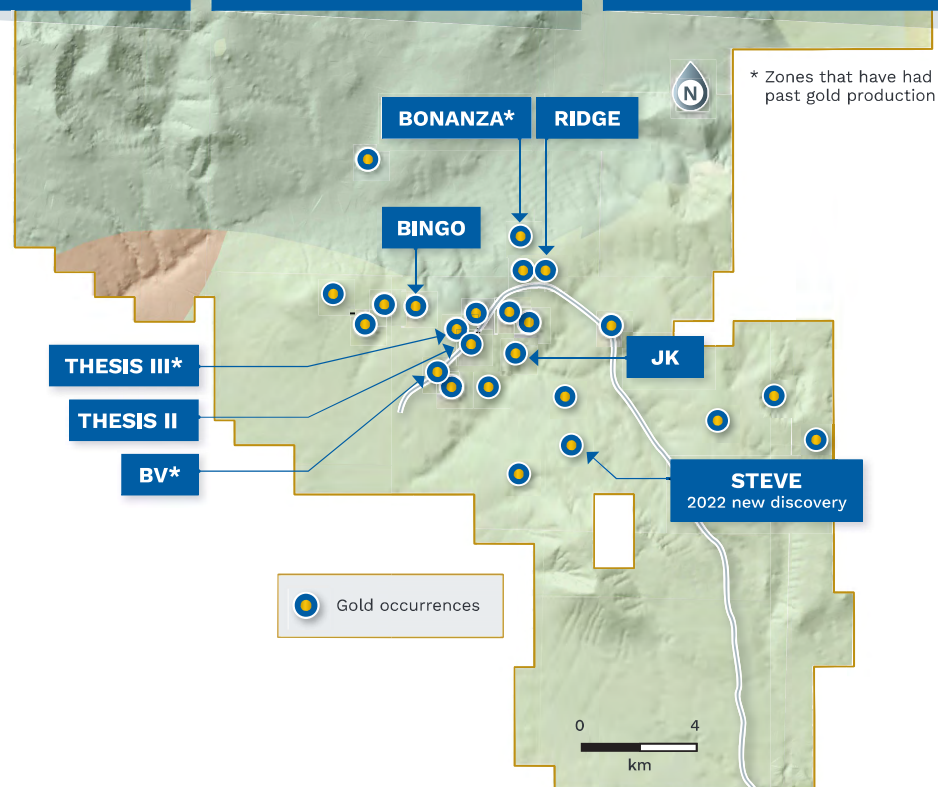 N
* Zones that have had
past gold production
BONANZA*
RIDGE
BINGO
THESIS III*
JK
THESIS II
BV*
STEVE
2022 new discovery
Gold occurrences
0 4
km